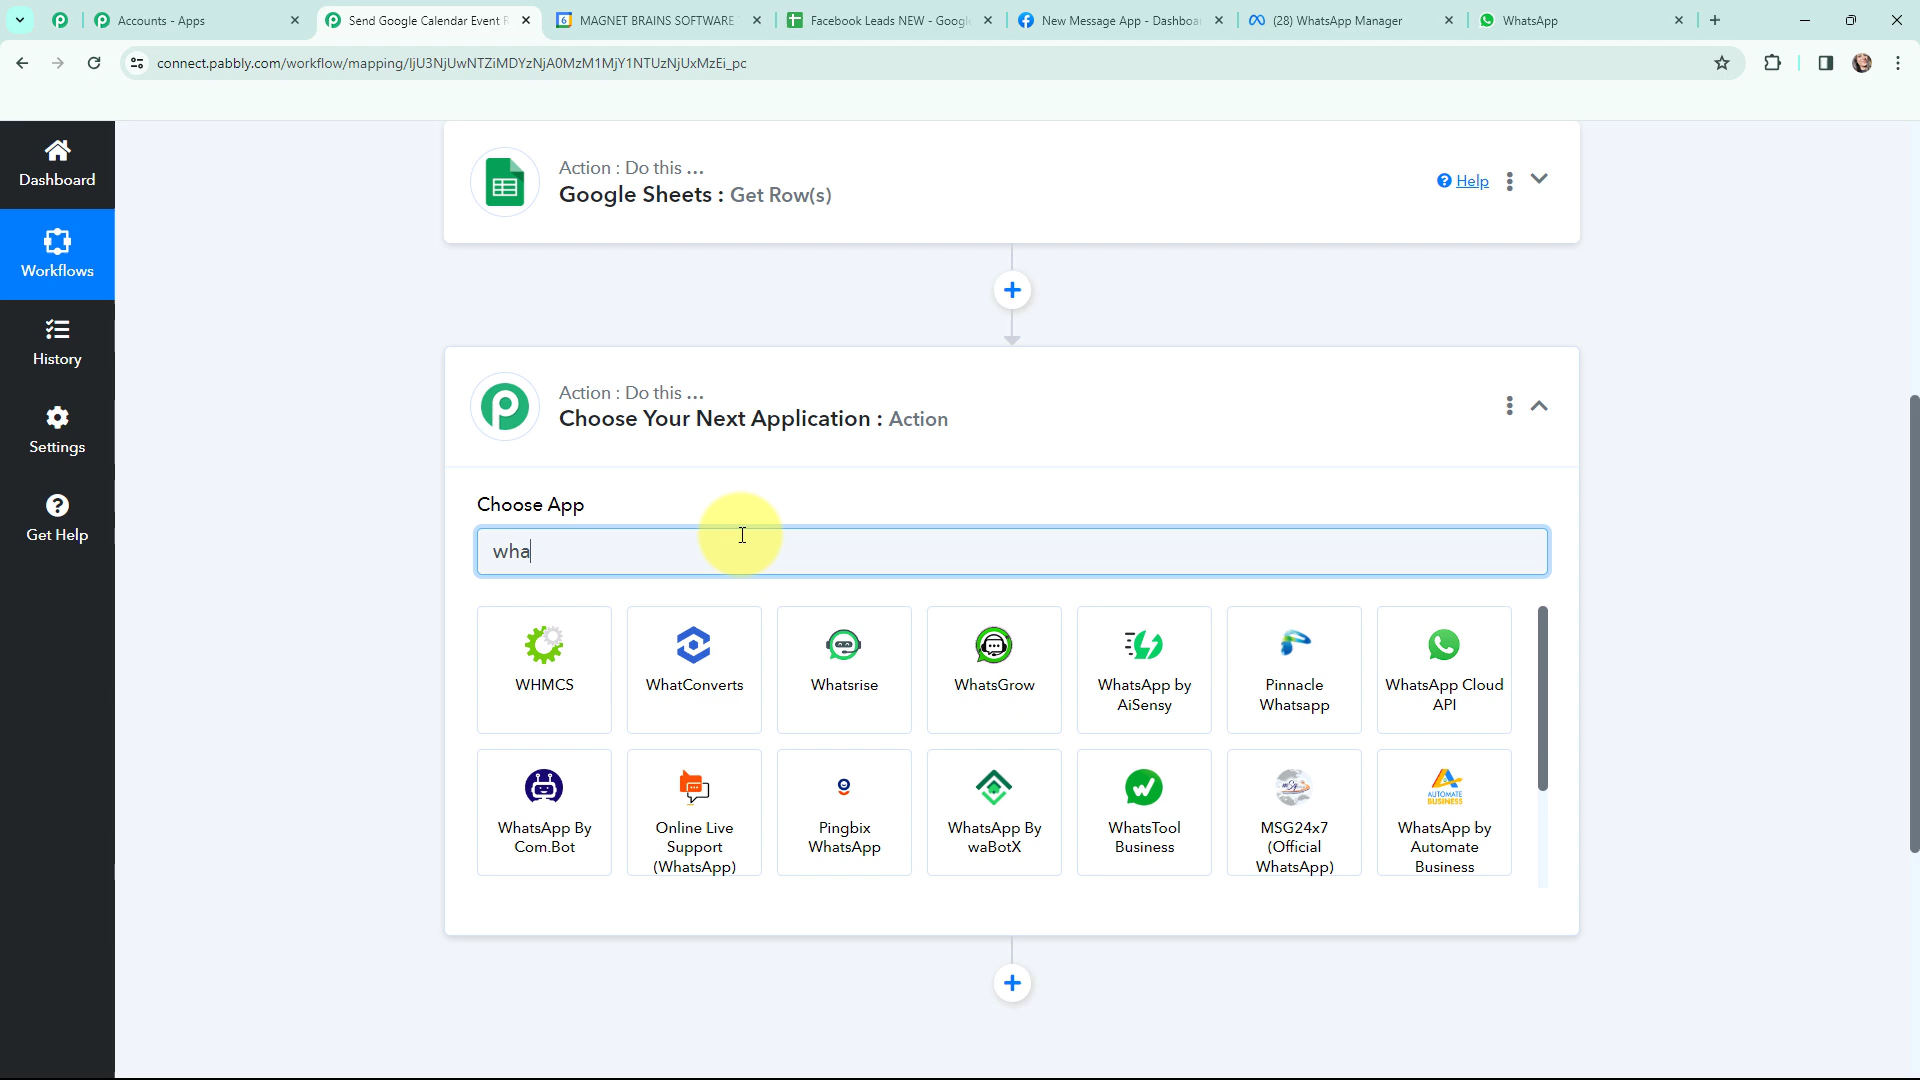 Accounts - Apps
Send Google Calendar Event R
MAGNET BRAINS SOFTWARE
Facebook Leads NEW - Googl
New Message App - Dashboa
(28) WhatsApp Manager
WhatsApp
connect.pabbly.com/workflow/mapping/IjU3NjUwNTZiMDYzNjA0MzM1MjY1NTUzNjUxMzEi_pc
Dashboard
Workflows
History
Settings
Get Help
Action : Do this ...
Google Sheets : Get Row(s)
Help
Action : Do this ...
Choose Your Next Application : Action
Choose App
wha
WHMCS
WhatConverts
Whatsrise
WhatsGrow
WhatsApp by
AiSensy
Pinnacle
Whatsapp
WhatsApp Cloud
API
WhatsApp By
Com.Bot
Online Live
Support
(WhatsApp)
Pingbix
WhatsApp
WhatsApp By
waBotX
WhatsTool
Business
MSG24x7
(Official
WhatsApp)
AUTOMATE
BUSINESS
WhatsApp by
Automate
Business